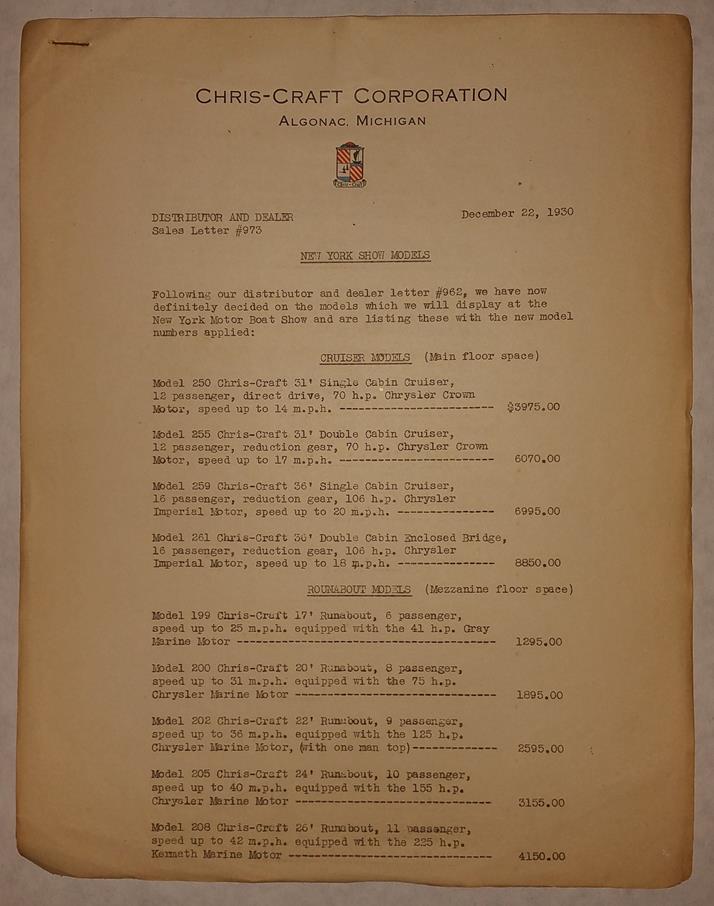 CHRIS-CRAFT CORPORATION
ALGONAC, MICHIGAN
Chris-Craft
DISTRIBUTOR AND DEALER
December 22, 1930
Sales Letter #973
NEW YORK SHOW MODELS
Following our distributor and dealer letter #962, we have now
definitely decided on the models which we will display at the
New York Motor Boat Show and are listing these with the new model
numbers applied:
CRUISER MODELS (Main floor space)
Model 250 Chris-Craft 31' Single Cabin Cruiser,
12 passenger, direct drive, 70 h.p. Chrysler Crown
Motor, speed up to 14 m.p.h. ------------------------ $3975.00
Model 255 Chris-Craft 31' Double Cabin Cruiser,
12 passenger, reduction gear, 70 h.p. Chrysler Crown
Motor, speed up to 17 m.p.h. ------------------------ 6070.00
Model 259 Chris-Craft 36' Single Cabin Cruiser,
16 passenger, reduction gear, 106 h.p. Chrysler
Imperial Motor, speed up to 20 m.p.h. --------------- 6995.00
Model 261 Chris-Craft 36' Double Cabin Enclosed Bridge,
16 passenger, reduction gear, 106 h.p. Chrysler
Imperial Motor, speed up to 18 m.p.h. --------------- 8850.00
ROUNABOUT MODELS (Mezzanine floor space)
Model 199 Chris-Craft 17' Runabout, 6 passenger,
speed up to 25 m.p.h. equipped with the 41 h.p. Gray
Marine Motor ---------------------------------------- 1295.00
Model 200 Chris-Craft 20' Runabout, 8 passenger,
speed up to 31 m.p.h. equipped with the 75 h.p.
Chrysler Marine Motor ------------------------------- 1895.00
Model 202 Chris-Craft 22' Runabout, 9 passenger,
speed up to 36 m.p.h. equipped with the 125 h.p.
Chrysler Marine Motor, (with one man top)------------- 2595.00
Model 205 Chris-Craft 24' Runabout, 10 passenger,
speed up to 40 m.p.h. equipped with the 155 h.p.
Chrysler Marine Motor ------------------------------ 3155.00
Model 208 Chris-Craft 26' Runabout, 11 passenger,
speed up to 42 m.p.h. equipped with the 225 h.p.
Kermath Marine Motor ------------------------------- 4150.00